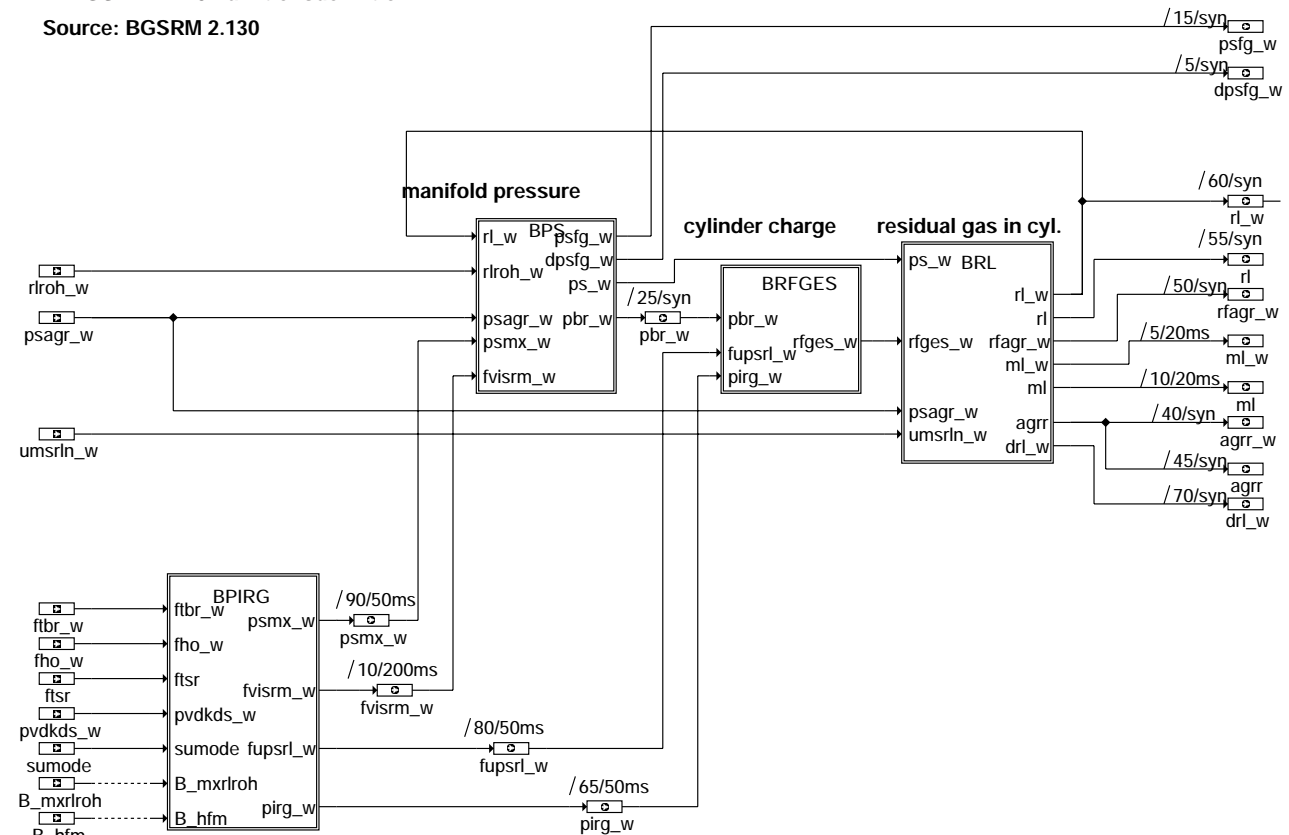 Source: BGSRM 2.130
/15/syn
psfg_w
/5/syn
dpsfg_w
manifold pressure
/60/syn
rl_w
cylinder charge
residual gas in cyl.
BPS
rl_w
psfg_w
rlroh_w
dpsfg_w
ps_w
psagr_w
pbr_w
psmx_w
fvisrm_w
rlroh_w
psagr_w
umsrln_w
/25/syn
pbr_w
BRFGES
pbr_w
fupsrl_w
rfges_w
pirg_w
ps_w
BRL
rl_w
rl
rfges_w
rfagr_w
ml_w
ml
psagr_w
agrr
umsrln_w
drl_w
/55/syn
rl
/50/syn
rfagr_w
/5/20ms
ml_w
/10/20ms
ml
/40/syn
agrr_w
/45/syn
agrr
/70/syn
drl_w
BPIRG
ftbr_w
psmx_w
fho_w
ftsr
fvisrm_w
pvdkds_w
sumode
fupsrl_w
B_mxrlroh
pirg_w
B_hfm
ftbr_w
fho_w
ftsr
pvdkds_w
sumode
B_mxrlroh
/90/50ms
psmx_w
/10/200ms
fvisrm_w
/80/50ms
fupsrl_w
/65/50ms
pirg_w